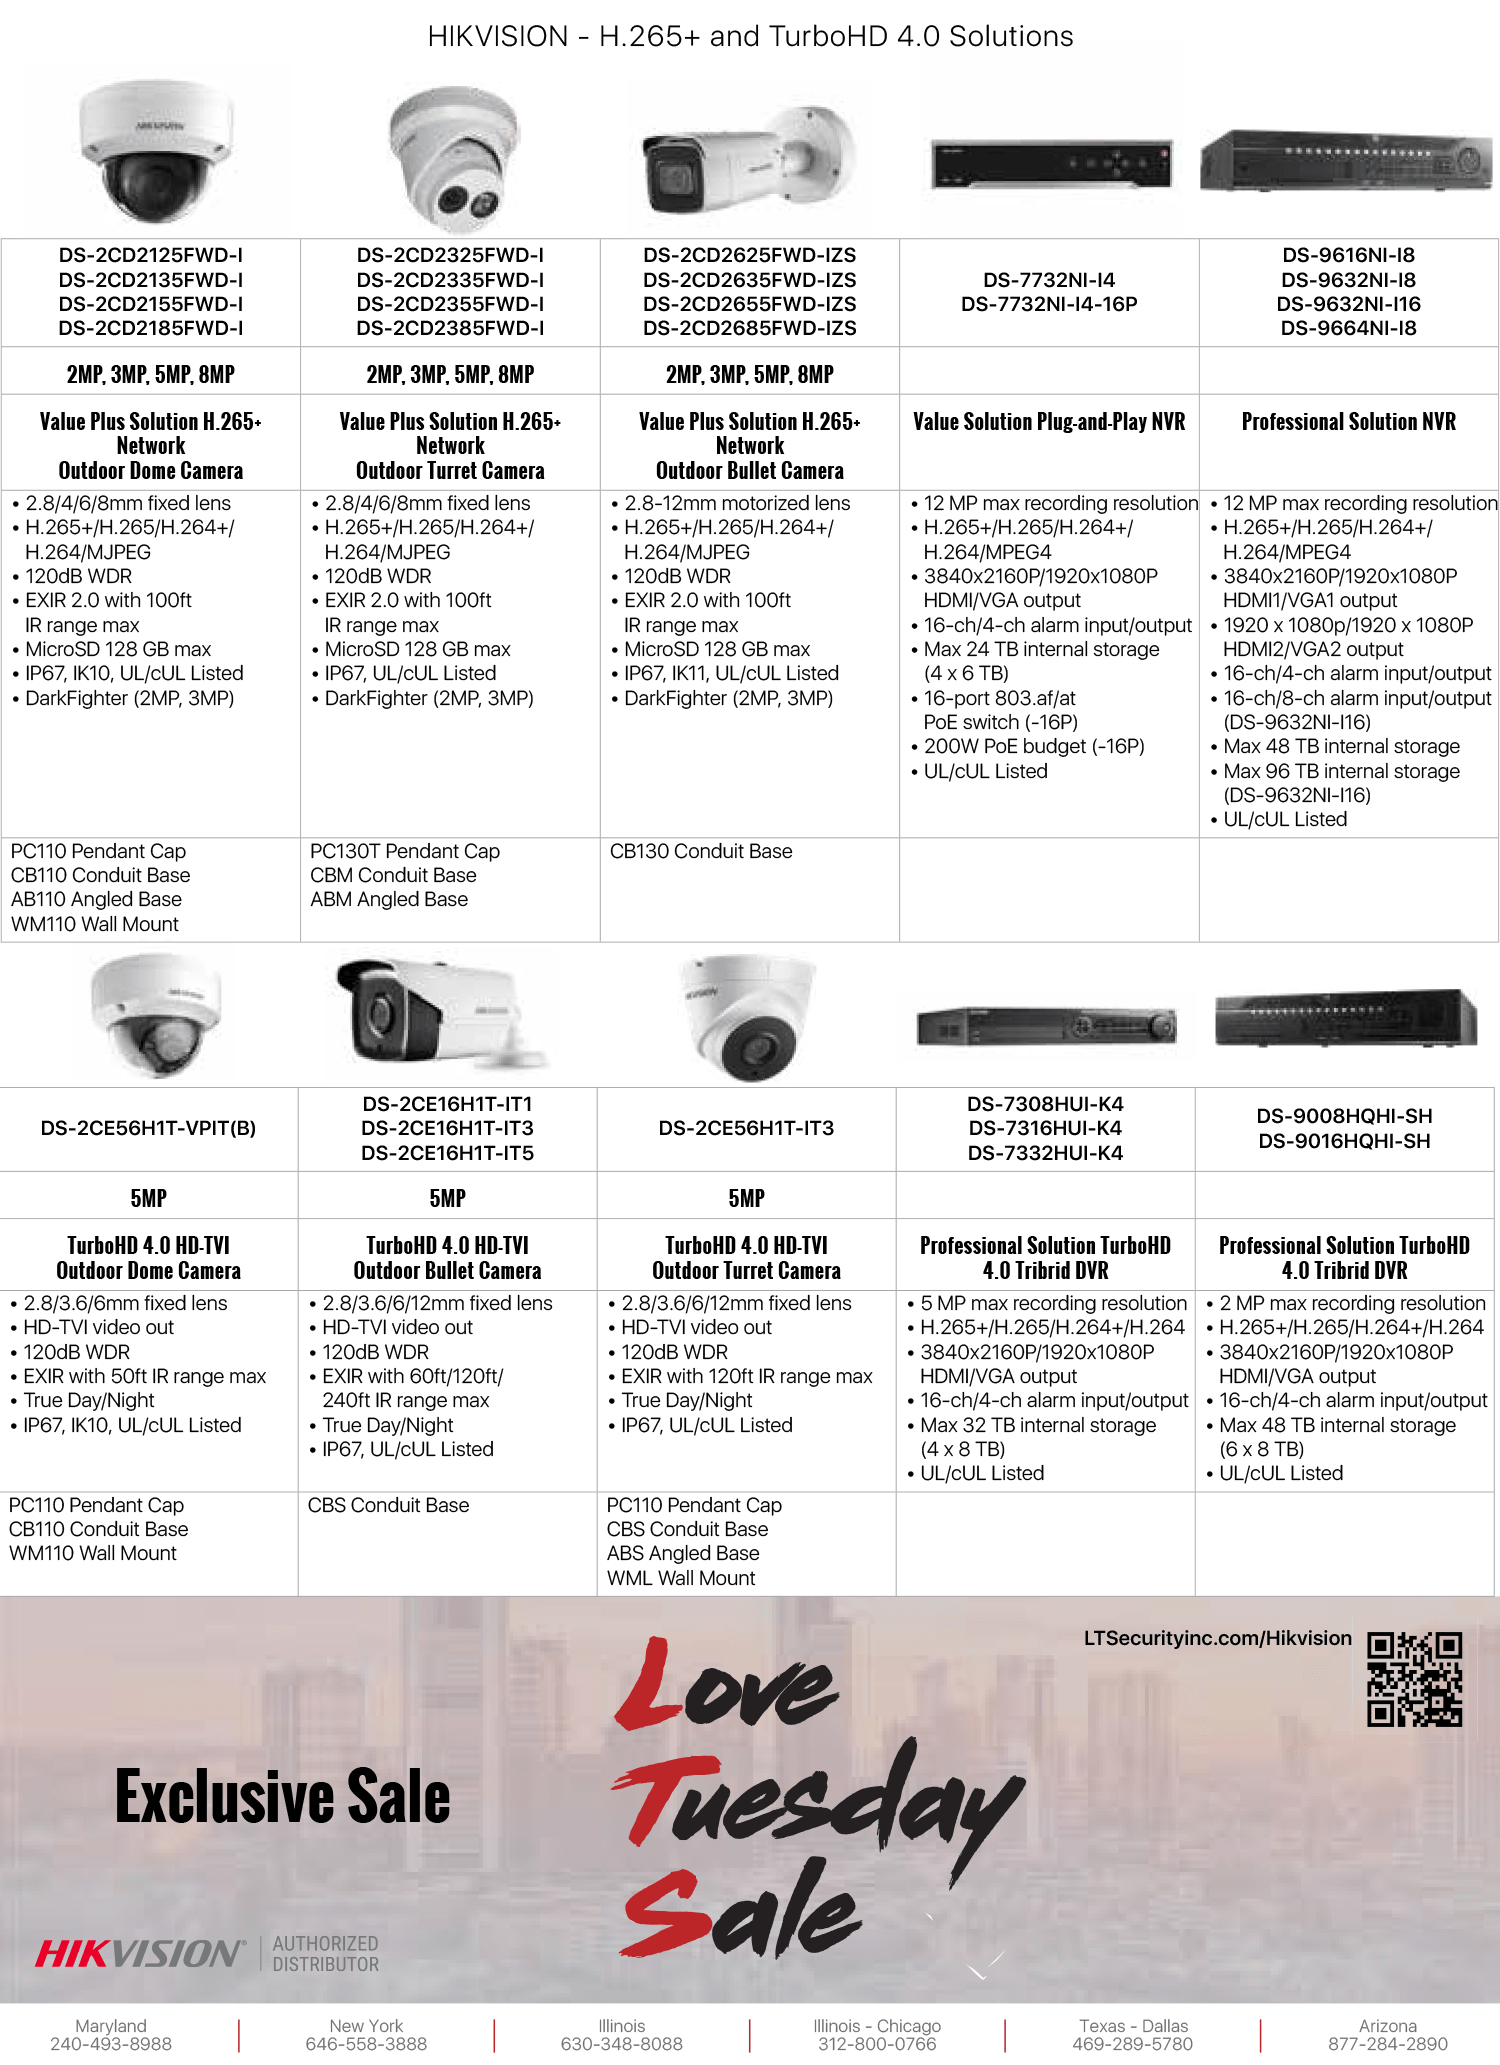 HIKVISION - H.265+ and TurboHD 4.0 Solutions
HIKVISION
DS-2CD2125FWD-I
DS-2CD2135FWD-I
DS-2CD2155FWD-I
DS-2CD2185FWD-I
DS-2CD2325FWD-I
DS-2CD2335FWD-I
DS-2CD2355FWD-I
DS-2CD2385FWD-I
DS-2CD2625FWD-IZS
DS-2CD2635FWD-IZS
DS-2CD2655FWD-IZS
DS-2CD2685FWD-IZS
DS-7732NI-I4
DS-7732NI-I4-16P
DS-9616NI-I8
DS-9632NI-I8
DS-9632NI-I16
DS-9664NI-I8
2MP, 3MP, 5MP, 8MP
2MP, 3MP, 5MP, 8MP
2MP, 3MP, 5MP, 8MP
Value Plus Solution H.265+
Network
Outdoor Dome Camera
Value Plus Solution H.265+
Network
Outdoor Turret Camera
Value Plus Solution H.265+
Network
Outdoor Bullet Camera
Value Solution Plug-and-Play NVR
Professional Solution NVR
• 2.8/4/6/8mm fixed lens
• H.265+/H.265/H.264+/
H.264/MJPEG
• 120dB WDR
• EXIR 2.0 with 100ft
IR range max
• MicroSD 128 GB max
• IP67, IK10, UL/cUL Listed
• DarkFighter (2MP, 3MP)
• 2.8/4/6/8mm fixed lens
• H.265+/H.265/H.264+/
H.264/MJPEG
• 120dB WDR
• EXIR 2.0 with 100ft
IR range max
• MicroSD 128 GB max
• IP67, UL/cUL Listed
• DarkFighter (2MP, 3MP)
• 2.8-12mm motorized lens
• H.265+/H.265/H.264+/
H.264/MJPEG
• 120dB WDR
• EXIR 2.0 with 100ft
IR range max
• MicroSD 128 GB max
• IP67, IK11, UL/cUL Listed
• DarkFighter (2MP, 3MP)
• 12 MP max recording resolution
• H.265+/H.265/H.264+/
H.264/MPEG4
• 3840x2160P/1920x1080P
HDMI/VGA output
• 16-ch/4-ch alarm input/output
• Max 24 TB internal storage
(4 x 6 TB)
• 16-port 803.af/at
PoE switch (-16P)
• 200W PoE budget (-16P)
• UL/cUL Listed
• 12 MP max recording resolution
• H.265+/H.265/H.264+/
H.264/MPEG4
• 3840x2160P/1920x1080P
HDMI1/VGA1 output
• 1920 x 1080p/1920 x 1080P
HDMI2/VGA2 output
• 16-ch/4-ch alarm input/output
• 16-ch/8-ch alarm input/output
(DS-9632NI-I16)
• Max 48 TB internal storage
• Max 96 TB internal storage
(DS-9632NI-I16)
• UL/cUL Listed
PC110 Pendant Cap
CB110 Conduit Base
AB110 Angled Base
WM110 Wall Mount
PC130T Pendant Cap
CBM Conduit Base
ABM Angled Base
CB130 Conduit Base
DS-2CE56H1T-VPIT(B)
DS-2CE16H1T-IT1
DS-2CE16H1T-IT3
DS-2CE16H1T-IT5
DS-2CE56H1T-IT3
DS-7308HUI-K4
DS-7316HUI-K4
DS-7332HUI-K4
DS-9008HQHI-SH
DS-9016HQHI-SH
5MP
5MP
5MP
TurboHD 4.0 HD-TVI
Outdoor Dome Camera
TurboHD 4.0 HD-TVI
Outdoor Bullet Camera
TurboHD 4.0 HD-TVI
Outdoor Turret Camera
Professional Solution TurboHD
4.0 Tribrid DVR
Professional Solution TurboHD
4.0 Tribrid DVR
• 2.8/3.6/6mm fixed lens
• HD-TVI video out
• 120dB WDR
• EXIR with 50ft IR range max
• True Day/Night
• IP67, IK10, UL/cUL Listed
• 2.8/3.6/6/12mm fixed lens
• HD-TVI video out
• 120dB WDR
• EXIR with 60ft/120ft/
240ft IR range max
• True Day/Night
• IP67, UL/cUL Listed
• 2.8/3.6/6/12mm fixed lens
• HD-TVI video out
• 120dB WDR
• EXIR with 120ft IR range max
• True Day/Night
• IP67, UL/cUL Listed
• 5 MP max recording resolution
• H.265+/H.265/H.264+/H.264
• 3840x2160P/1920x1080P
HDMI/VGA output
• 16-ch/4-ch alarm input/output
• Max 32 TB internal storage
(4 x 8 TB)
• UL/cUL Listed
• 2 MP max recording resolution
• H.265+/H.265/H.264+/H.264
• 3840x2160P/1920x1080P
HDMI/VGA output
• 16-ch/4-ch alarm input/output
• Max 48 TB internal storage
(6 x 8 TB)
• UL/cUL Listed
PC110 Pendant Cap
CB110 Conduit Base
WM110 Wall Mount
CBS Conduit Base
PC110 Pendant Cap
CBS Conduit Base
ABS Angled Base
WML Wall Mount
LTSecurityinc.com/Hikvision
Love
Tuesday
Sale
Exclusive Sale
HIKVISION® AUTHORIZED
DISTRIBUTOR
Maryland
240-493-8988
New York
646-558-3888
Illinois
630-348-8088
Illinois - Chicago
312-800-0766
Texas - Dallas
469-289-5780
Arizona
877-284-2890